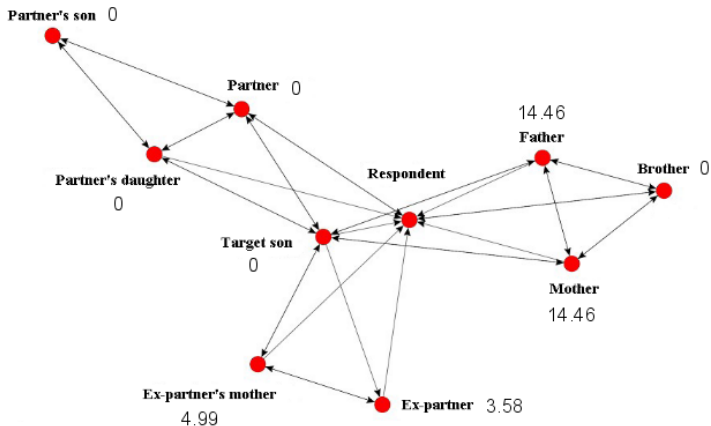 Partner's son 0
Partner 0
14.46
Father
Respondent
Brother 0
Partner's daughter
0
Target son
0
Mother
14.46
Ex-partner's mother
4.99
Ex-partner 3.58